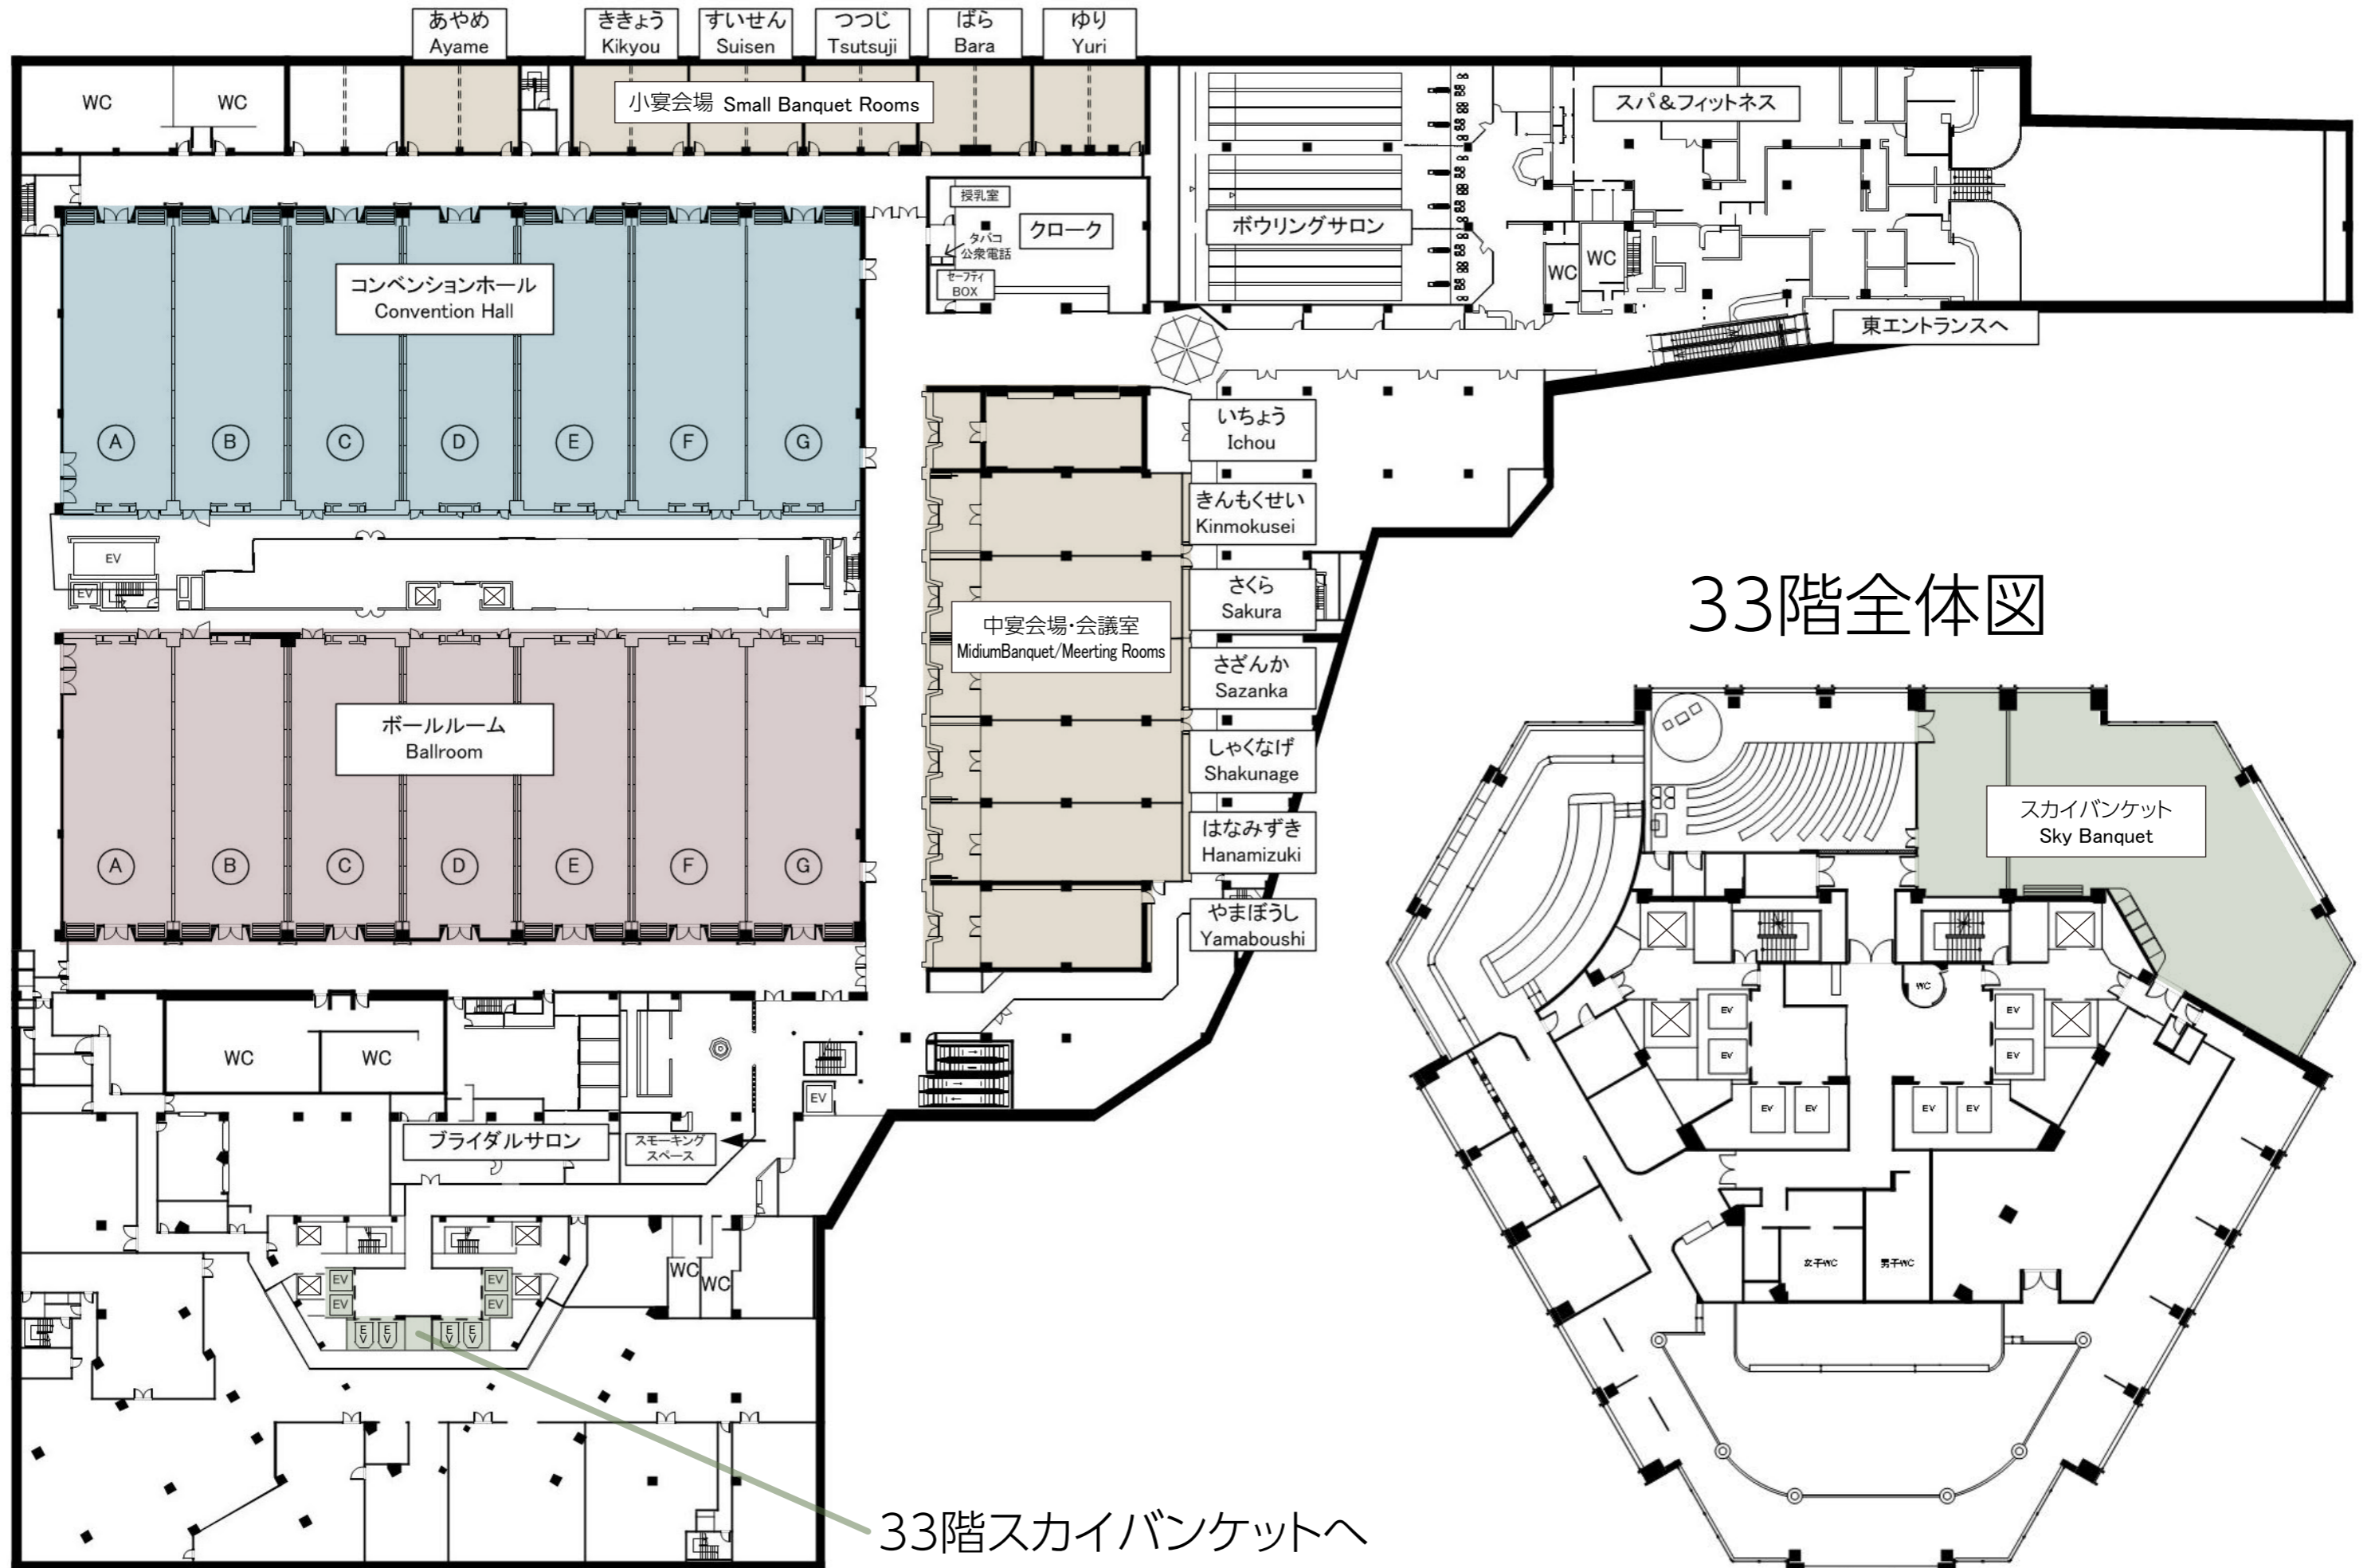 あやめ
Ayame
ききょう
Kikyou
すいせん
Suisen
つつじ
Tsutsuji
ばら
Bara
ゆり
Yuri
WC
WC
小宴会場 Small Banquet Rooms
スパ&フィットネス
授乳室
クローク
タバコ
公衆電話
セーフティ
BOX
ボウリングサロン
WC
WC
東エントランスへ
コンベンションホール
Convention Hall
A
B
C
D
E
F
G
いちょう
Ichou
きんもくせい
Kinmokusei
さくら
Sakura
さざんか
Sazanka
しゃくなげ
Shakunage
はなみずき
Hanamizuki
やまぼうし
Yamaboushi
中宴会場・会議室
MidiumBanquet/Meerting Rooms
EV
EV
ボールルーム
Ballroom
A
B
C
D
E
F
G
WC
WC
EV
ブライダルサロン
スモーキング
スペース
WC
WC
EV
EV
EV
EV
EV
EV
EV
EV
33階スカイバンケットへ
33階全体図
スカイバンケット
Sky Banquet
WC
EV
EV
EV
EV
EV
EV
EV
EV
女子WC
男子WC